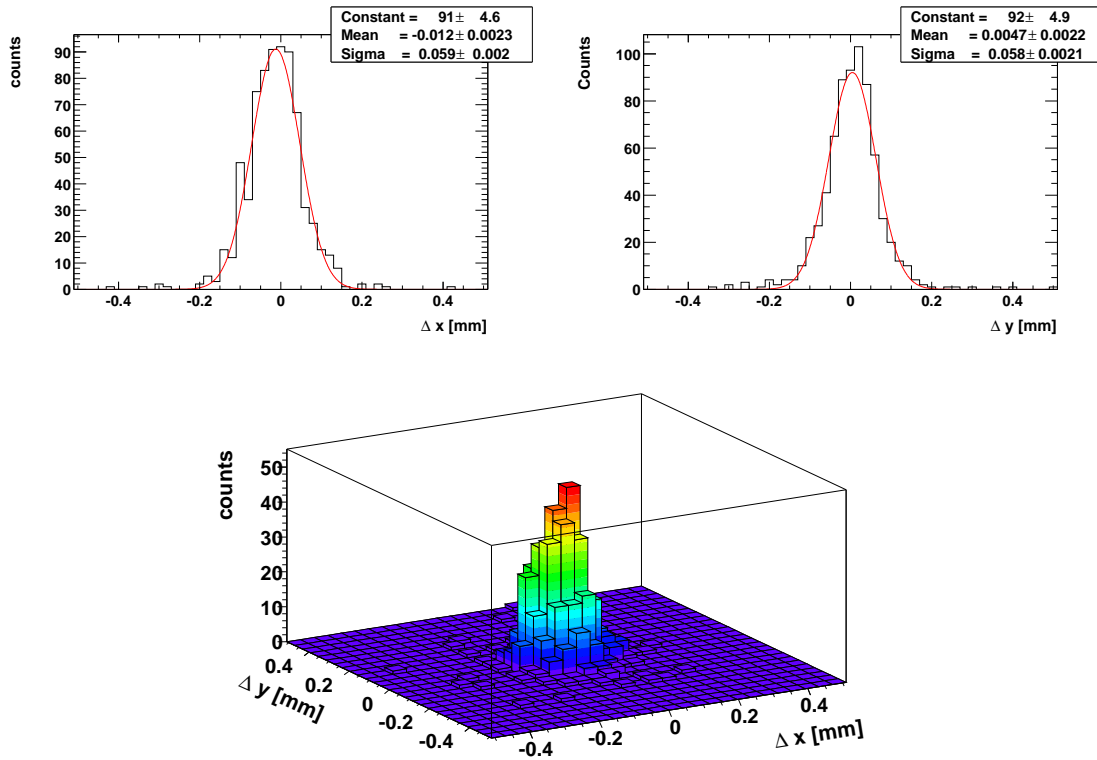 Constant = 91± 4.6
Mean = -0.012± 0.0023
Sigma = 0.059± 0.002
counts
90
80
70
60
50
40
30
20
10
0
-0.4 -0.2 0 0.2 0.4
Δ x [mm]
Constant = 92± 4.9
Mean = 0.0047± 0.0022
Sigma = 0.058± 0.0021
Counts
100
80
60
40
20
0
-0.4 -0.2 0 0.2 0.4
Δ y [mm]
counts
50
40
30
20
10
0
0.4
0.2
0
-0.2
-0.4
Δ y [mm]
-0.4 -0.2 0 0.2 0.4
Δ x [mm]